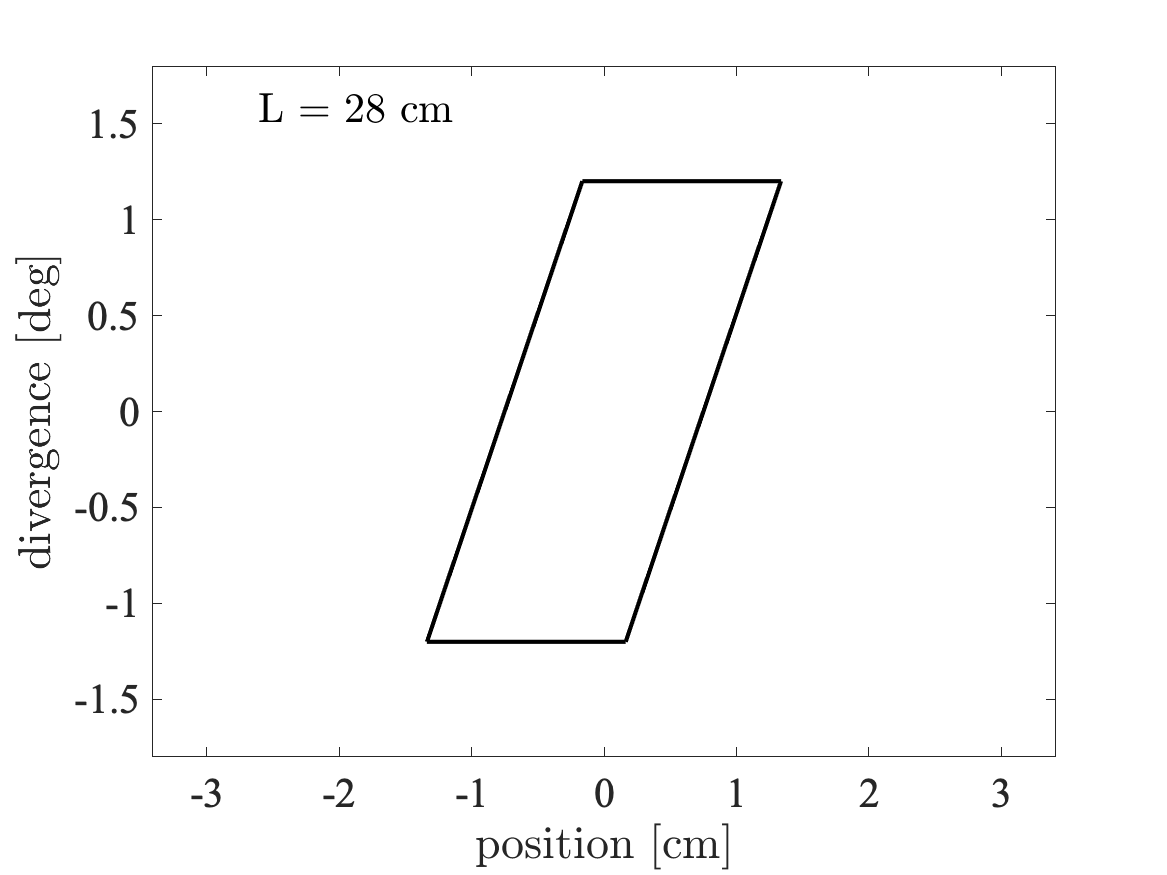 L = 28 cm
1.5
1
0.5
0
-0.5
-1
-1.5
divergence [deg]
-3 -2 -1 0 1 2 3
position [cm]